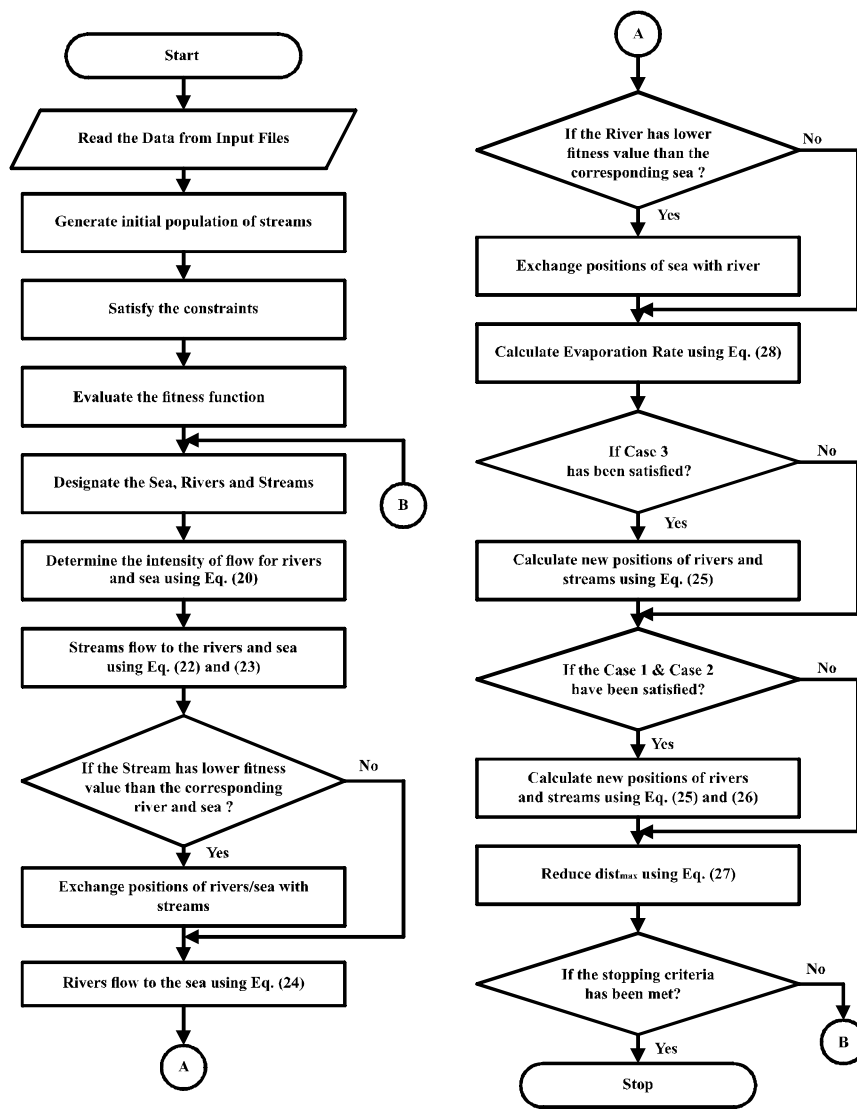 Start
Read the Data from Input Files
Generate initial population of streams
Satisfy the constraints
Evaluate the fitness function
Designate the Sea, Rivers and Streams
B
Determine the intensity of flow for rivers
and sea using Eq. (20)
Streams flow to the rivers and sea
using Eq. (22) and (23)
If the Stream has lower fitness
value than the corresponding
river and sea ?
No
Yes
Exchange positions of rivers/sea with
streams
Rivers flow to the sea using Eq. (24)
A
A
If the River has lower
fitness value than the
corresponding sea ?
No
Yes
Exchange positions of sea with river
Calculate Evaporation Rate using Eq. (28)
If Case 3
has been satisfied?
No
Yes
Calculate new positions of rivers and
streams using Eq. (25)
If the Case 1 & Case 2
have been satisfied?
No
Yes
Calculate new positions of rivers
and streams using Eq. (25) and (26)
Reduce distmax using Eq. (27)
If the stopping criteria
has been met?
No
B
Yes
Stop